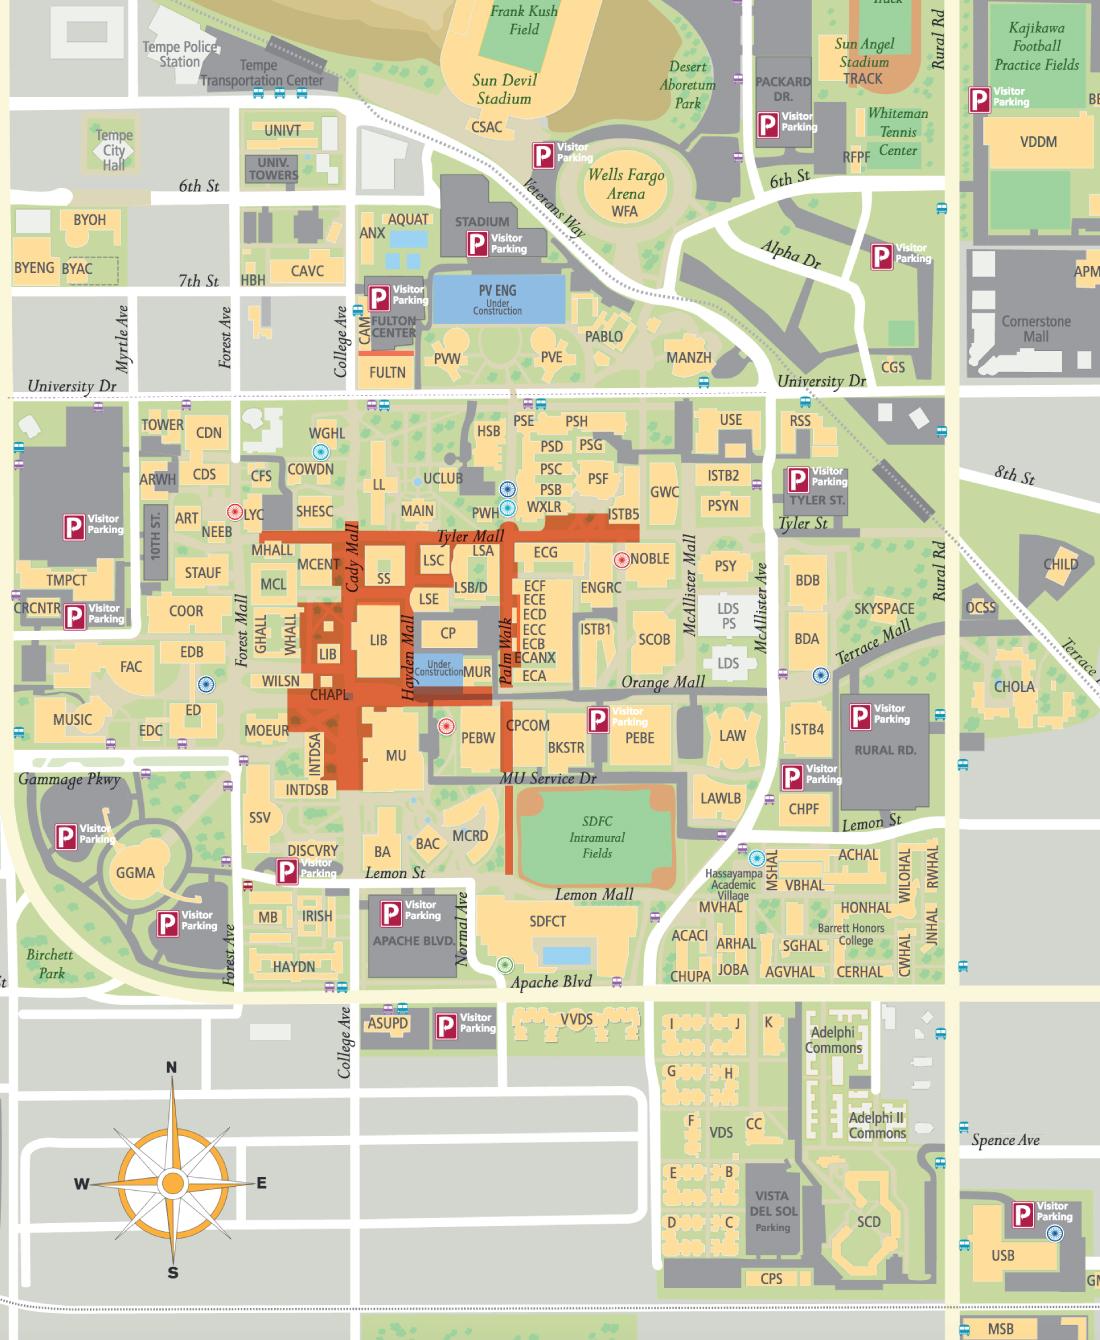 Frank Kush
Field
Track
Rural Rd
Kajikawa
Football
Practice Fields
Tempe Police
Station
Tempe
Transportation Center
Sun Devil
Stadium
Desert
Aboretum
Park
Sun Angel
Stadium
TRACK
PACKARD
DR.
P Visitor
Parking
P Visitor
Parking
Whiteman
Tennis
Center
CSAC
UNIVT
Tempe
City
Hall
VDDM
P Visitor
Parking
RFPF
UNIV.
TOWERS
Wells Fargo
Arena
WFA
6th St
6th St
Veterans Way
BYOH
AQUAT
ANX
STADIUM
P Visitor
Parking
Alpha Dr
P Visitor
Parking
BYENG
BYAC
HBH
CAVC
7th St
APM
PV ENG
Under
Construction
P Visitor
Parking
FULTON
CENTER
CAM
Myrtle Ave
Forest Ave
College Ave
Cornerstone
Mall
PABLO
PVW
PVE
MANZH
CGS
FULTN
University Dr
University Dr
TOWER
CDN
WGHL
HSB
PSE
PSH
USE
RSS
PSD
PSG
COWDN
ARWH
CDS
CFS
LL
UCLUB
PSC
PSF
GWC
ISTB2
P Visitor
Parking
TYLER ST.
8th St
PSB
WXLR
PSYN
ART
LYC
SHESC
MAIN
PWH
ISTB5
P Visitor
Parking
10TH ST.
NEEB
Tyler Mall
Tyler St
MHALL
MCENT
Cady Mall
SS
LSC
LSA
ECG
NOBLE
McAllister Mall
PSY
McAllister Ave
BDB
Rural Rd
CHILD
TMPCT
STAUF
MCL
LSB/D
ECF
ENGRC
LSE
ECE
CRCNTR
P Visitor
Parking
COOR
Forest Mall
GHALL
WHALL
LIB
LIB
Hayden Mall
CP
Palm Walk
ECD
ECC
ECB
ECANX
ECA
ISTB1
SCOB
LDS
PS
LDS
SKYSPACE
OCSS
BDA
Terrace Mall
Terrace
EDB
FAC
Under
Construction
MUR
WILSN
CHAPL
Orange Mall
CHOLA
ED
MUSIC
EDC
MOEUR
INTDSA
MU
PEBW
CPCOM
BKSTR
P Visitor
Parking
PEBE
LAW
ISTB4
P Visitor
Parking
RURAL RD.
Gammage Pkwy
INTDSB
MU Service Dr
P Visitor
Parking
LAWLB
CHPF
SSV
P Visitor
Parking
SDFC
Intramural
Fields
Lemon St
GGMA
DISCVRY
BA
BAC
MCRD
P Visitor
Parking
Lemon St
Hassayampa
Academic
Village
MSHAL
ACHAL
VBHAL
WILOHAL
RWHAL
Lemon Mall
MVHAL
HONHAL
P Visitor
Parking
MB
IRISH
P Visitor
Parking
APACHE BLVD.
Normal Ave
SDFCT
ACACI
ARHAL
SGHAL
Barrett Honors
College
CWHAL
JNHAL
Birchett
Park
Forest Ave
HAYDN
CHUPA
JOBA
AGVHAL
CERHAL
Apache Blvd
ASUPD
P Visitor
Parking
VVDS
College Ave
I
J
K
Adelphi
Commons
N
G
H
F
VDS
CC
Adelphi II
Commons
Spence Ave
W
E
E
B
D
C
VISTA
DEL SOL
Parking
SCD
P Visitor
Parking
USB
S
CPS
MSB